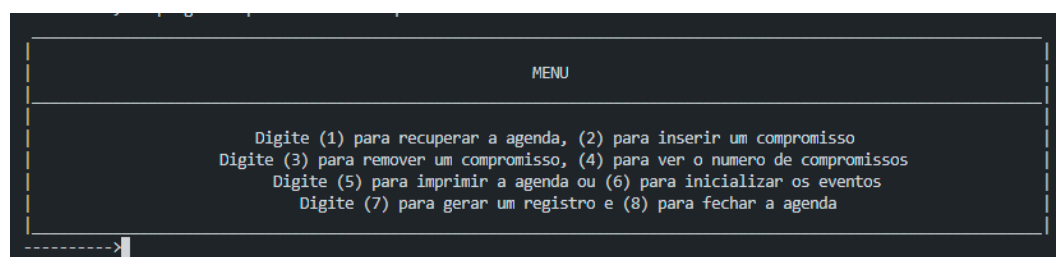 MENU
Digite (1) para recuperar a agenda, (2) para inserir um compromisso
Digite (3) para remover um compromisso, (4) para ver o numero de compromissos
Digite (5) para imprimir a agenda ou (6) para inicializar os eventos
Digite (7) para gerar um registro e (8) para fechar a agenda
---------->